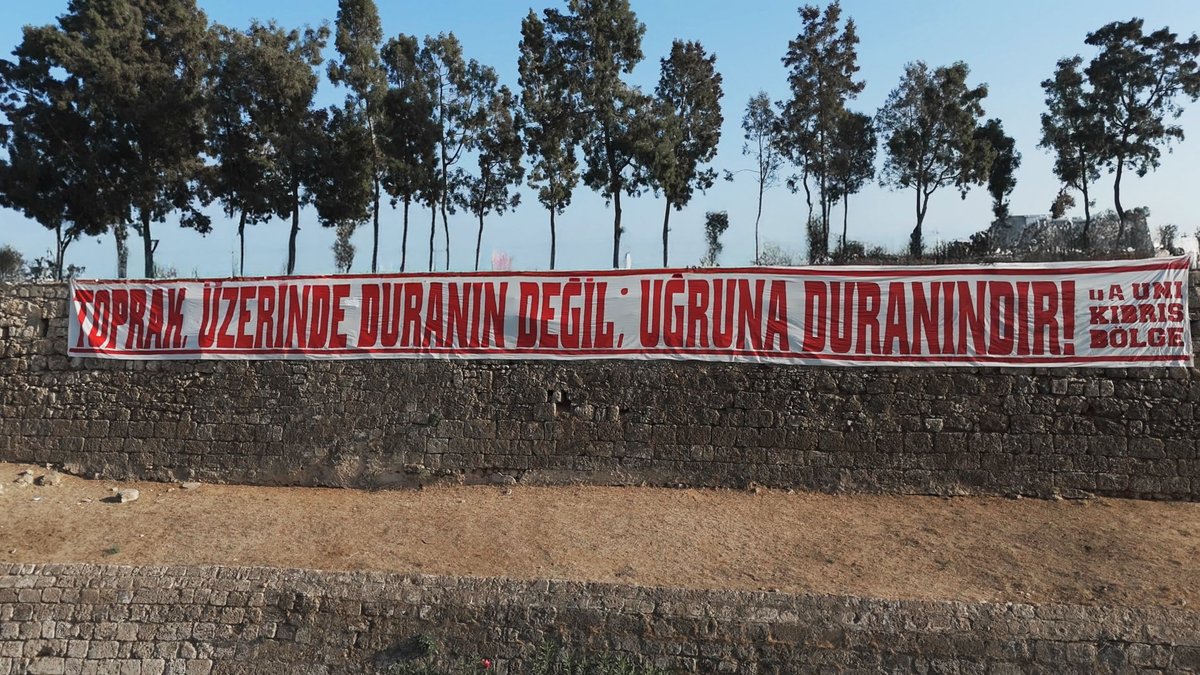 TOPRAK, ÜZERİNDE DURANIN DEĞİL; UĞRUNA DURANINDIR!
UNI
KIBRIS
BÖLGE